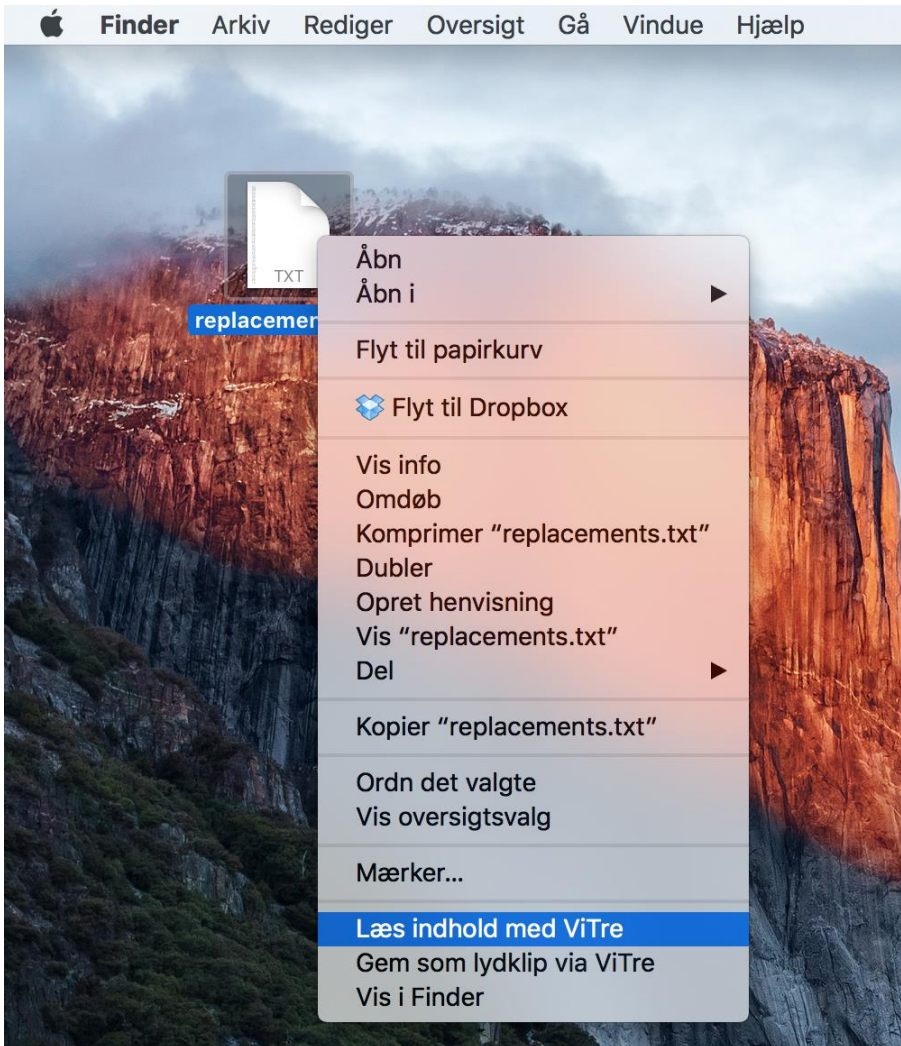 Finder Arkiv Rediger Oversigt Gå Vindue Hjælp
TXT
replacemen
Åbn
Åbn i
Flyt til papirkurv
Flyt til Dropbox
Vis info
Omdøb
Komprimer “replacements.txt”
Dubler
Opret henvisning
Vis “replacements.txt”
Del
Kopier “replacements.txt”
Ordn det valgte
Vis oversigtsvalg
Mærker...
Læs indhold med ViTre
Gem som lydklip via ViTre
Vis i Finder